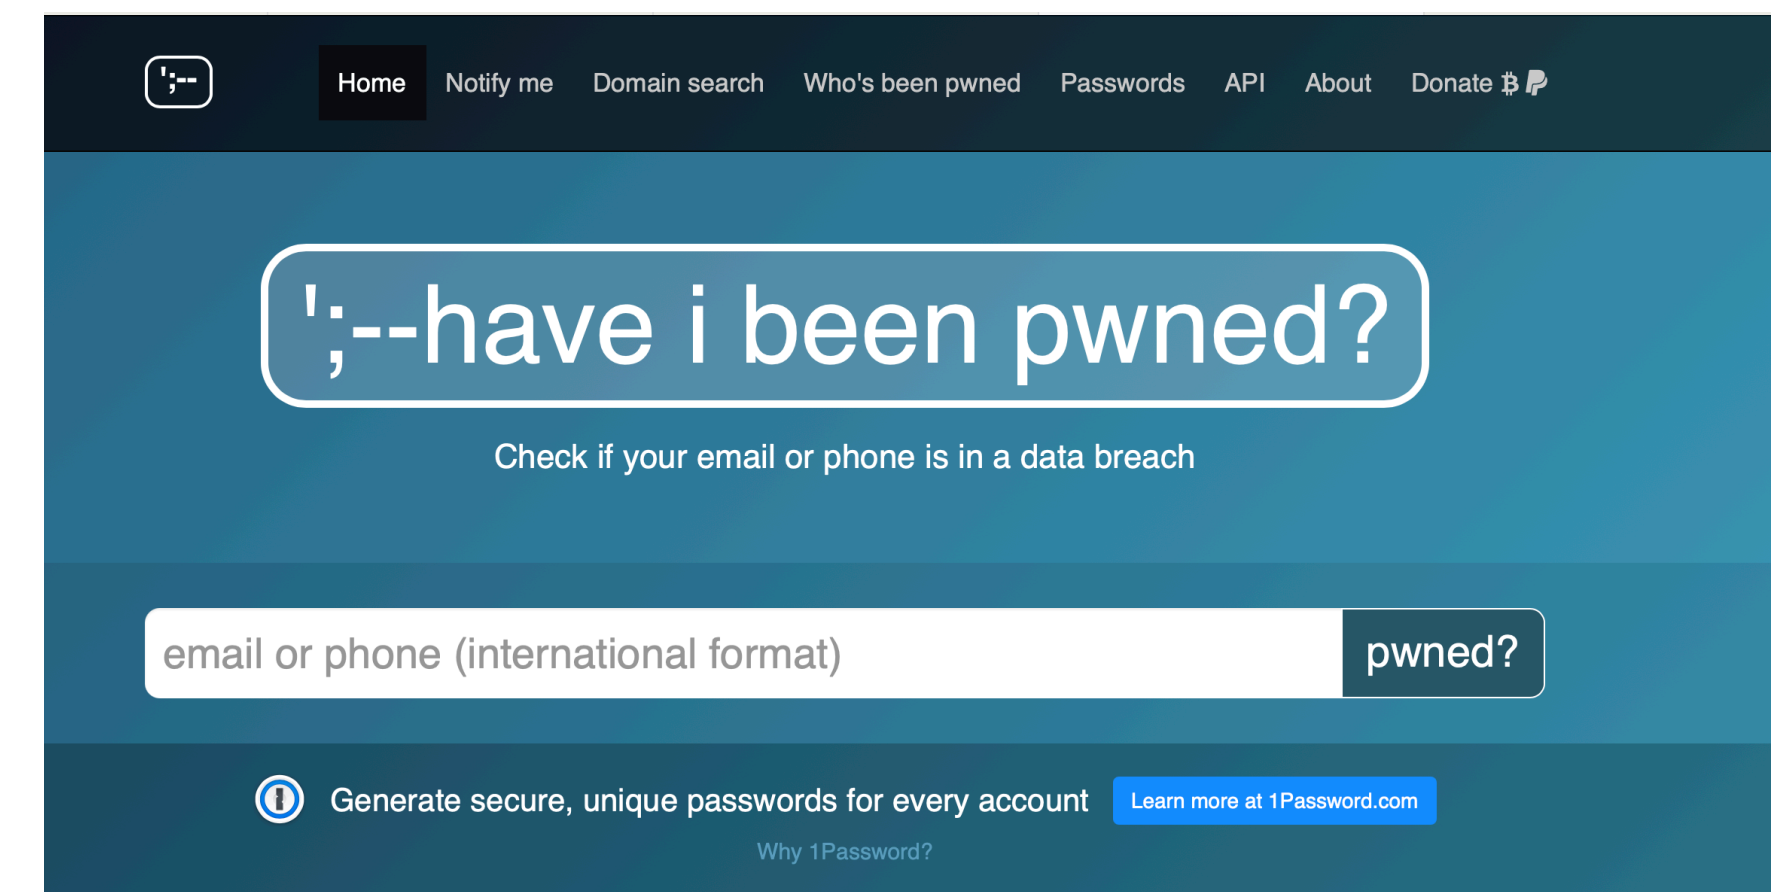 ';--
Home Notify me Domain search Who's been pwned Passwords API About Donate
';--have i been pwned?
Check if your email or phone is in a data breach
email or phone (international format) pwned?
Generate secure, unique passwords for every account Learn more at 1Password.com
Why 1Password?